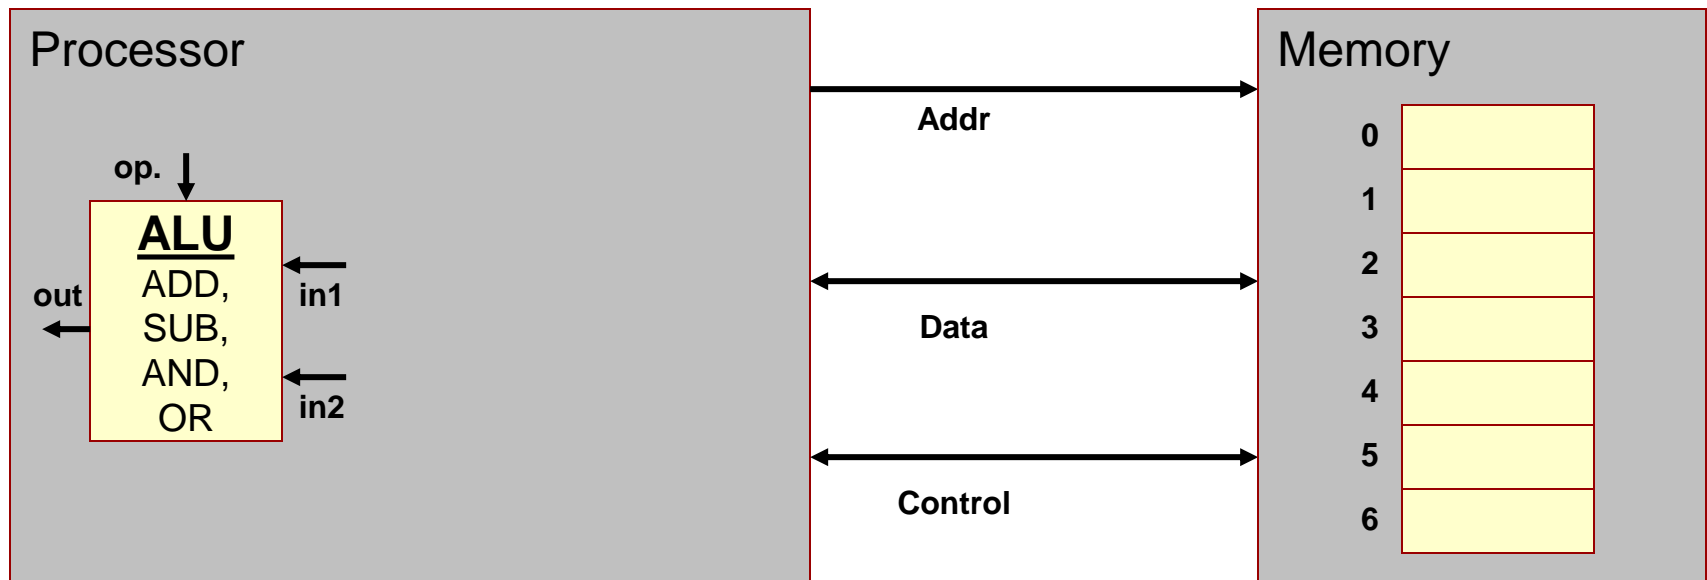 Processor
op.
ALU
ADD,
SUB,
AND,
OR
out
in1
in2
Addr
Data
Control
Memory
0
1
2
3
4
5
6